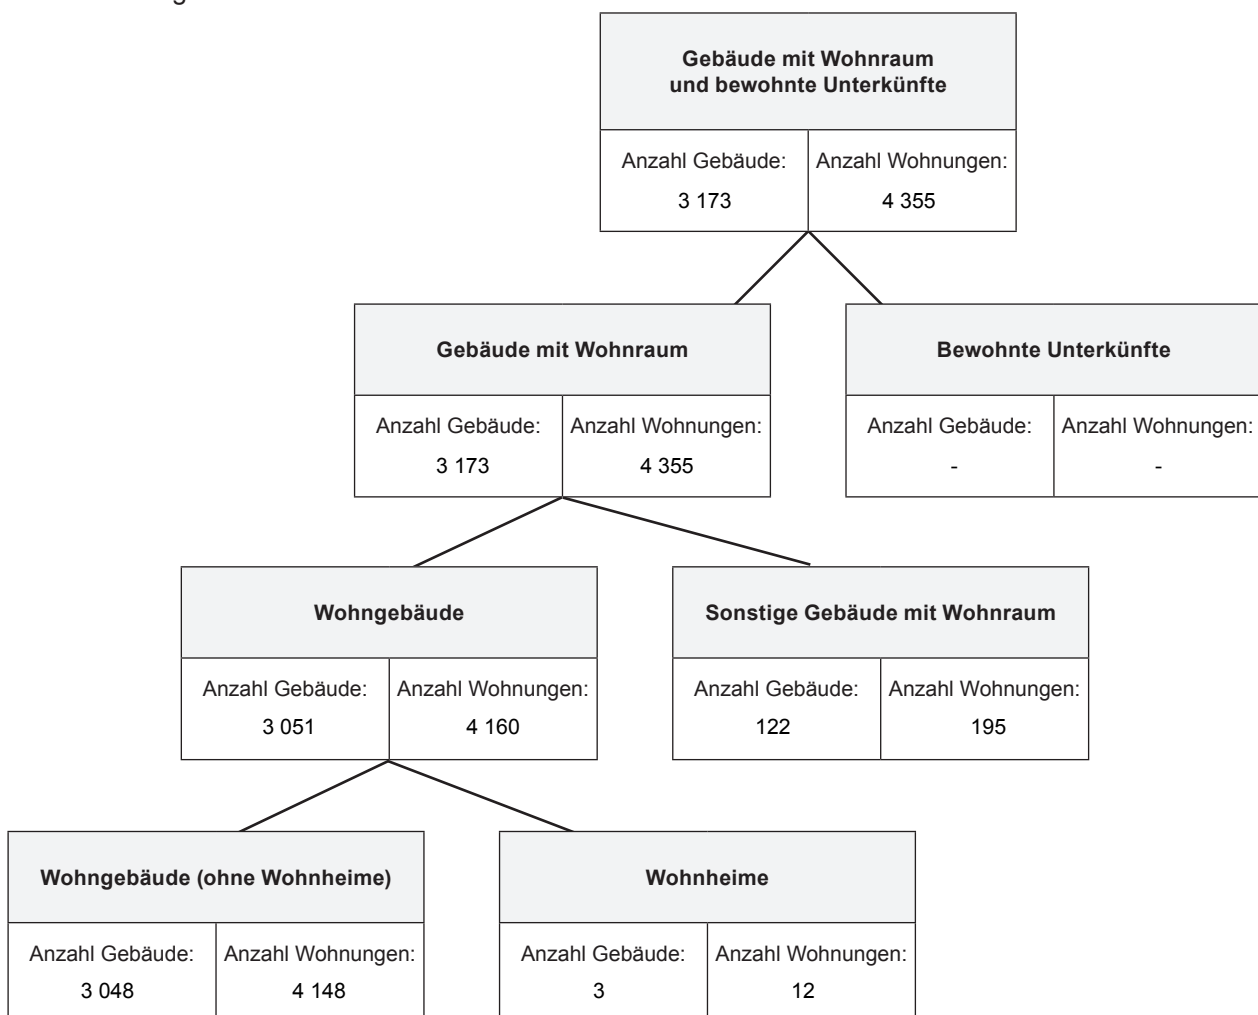 Gebäude mit Wohnraum
und bewohnte Unterkünfte
Anzahl Gebäude: Anzahl Wohnungen:
3 173 4 355
Gebäude mit Wohnraum
Anzahl Gebäude: Anzahl Wohnungen:
3 173 4 355
Bewohnte Unterkünfte
Anzahl Gebäude: Anzahl Wohnungen:
- -
Wohngebäude
Anzahl Gebäude: Anzahl Wohnungen:
3 051 4 160
Sonstige Gebäude mit Wohnraum
Anzahl Gebäude: Anzahl Wohnungen:
122 195
Wohngebäude (ohne Wohnheime)
Anzahl Gebäude: Anzahl Wohnungen:
3 048 4 148
Wohnheime
Anzahl Gebäude: Anzahl Wohnungen:
3 12